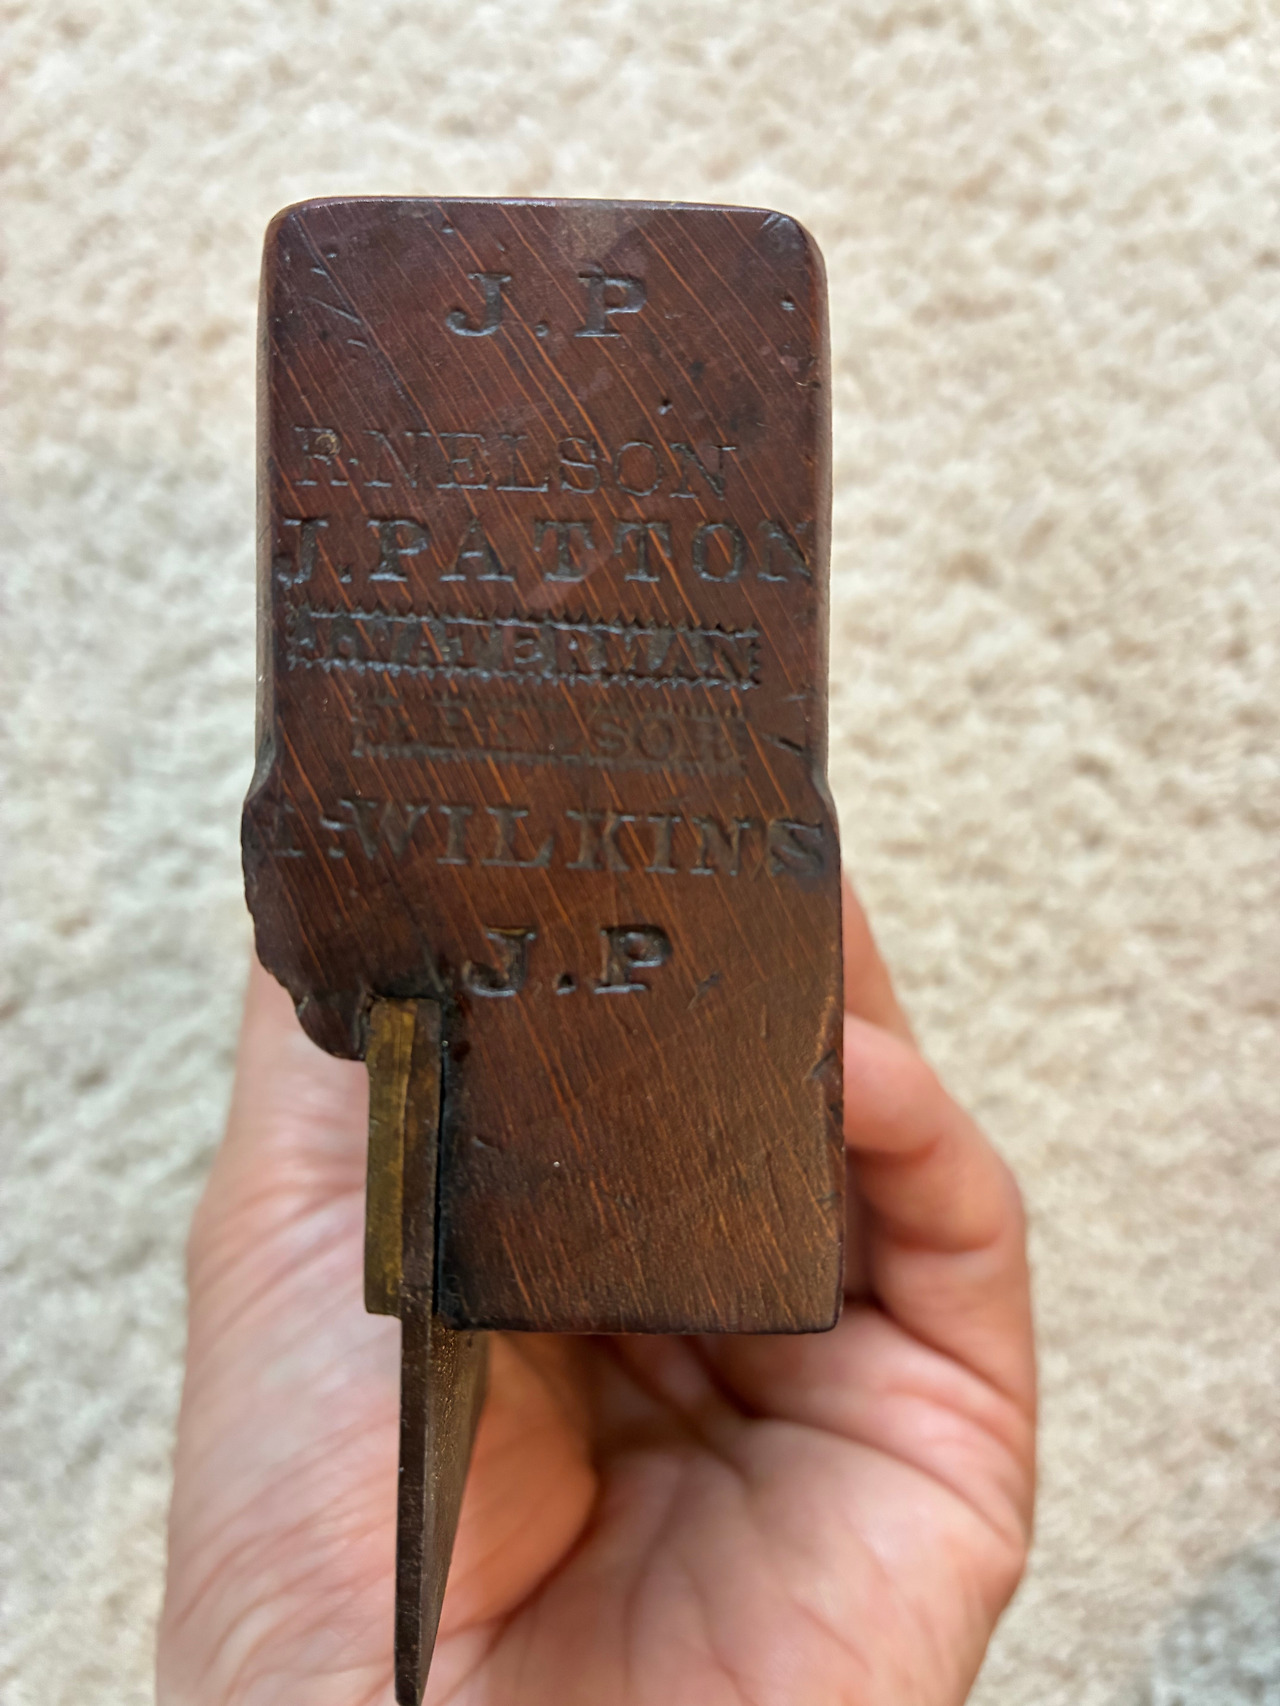 J.P
R.NELSON
J.PATTON
WATERMAN
WILKINS
J.P